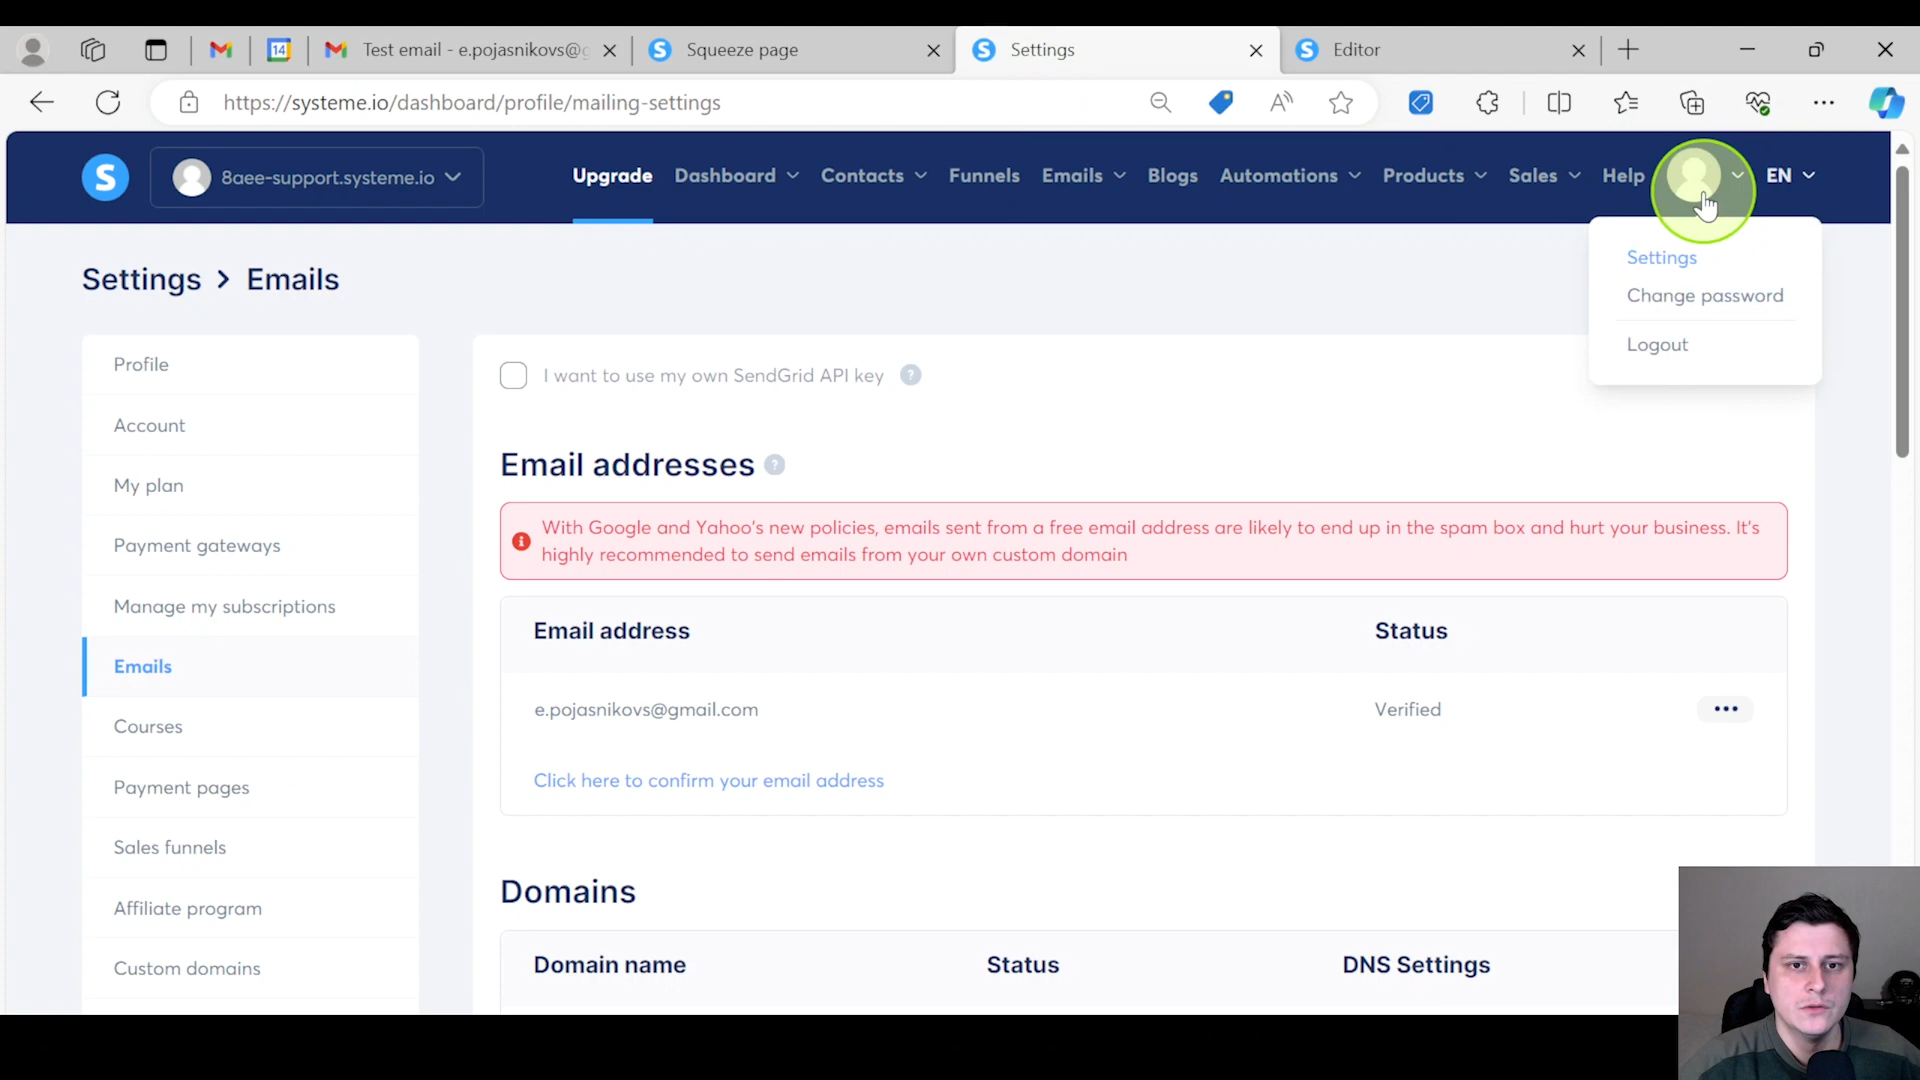 14
Test email - e.pojasnikovs@g
Squeeze page
Settings
Editor
https://systeme.io/dashboard/profile/mailing-settings
S
8aee-support.systeme.io
Upgrade
Dashboard
Contacts
Funnels
Emails
Blogs
Automations
Products
Sales
Help
EN
Settings
Change password
Logout
Settings > Emails
Profile
Account
My plan
Payment gateways
Manage my subscriptions
Emails
Courses
Payment pages
Sales funnels
Affiliate program
Custom domains
I want to use my own SendGrid API key ?
Email addresses ?
With Google and Yahoo's new policies, emails sent from a free email address are likely to end up in the spam box and hurt your business. It's
highly recommended to send emails from your own custom domain
Email address Status
e.pojasnikovs@gmail.com Verified
Click here to confirm your email address
Domains
Domain name Status DNS Settings